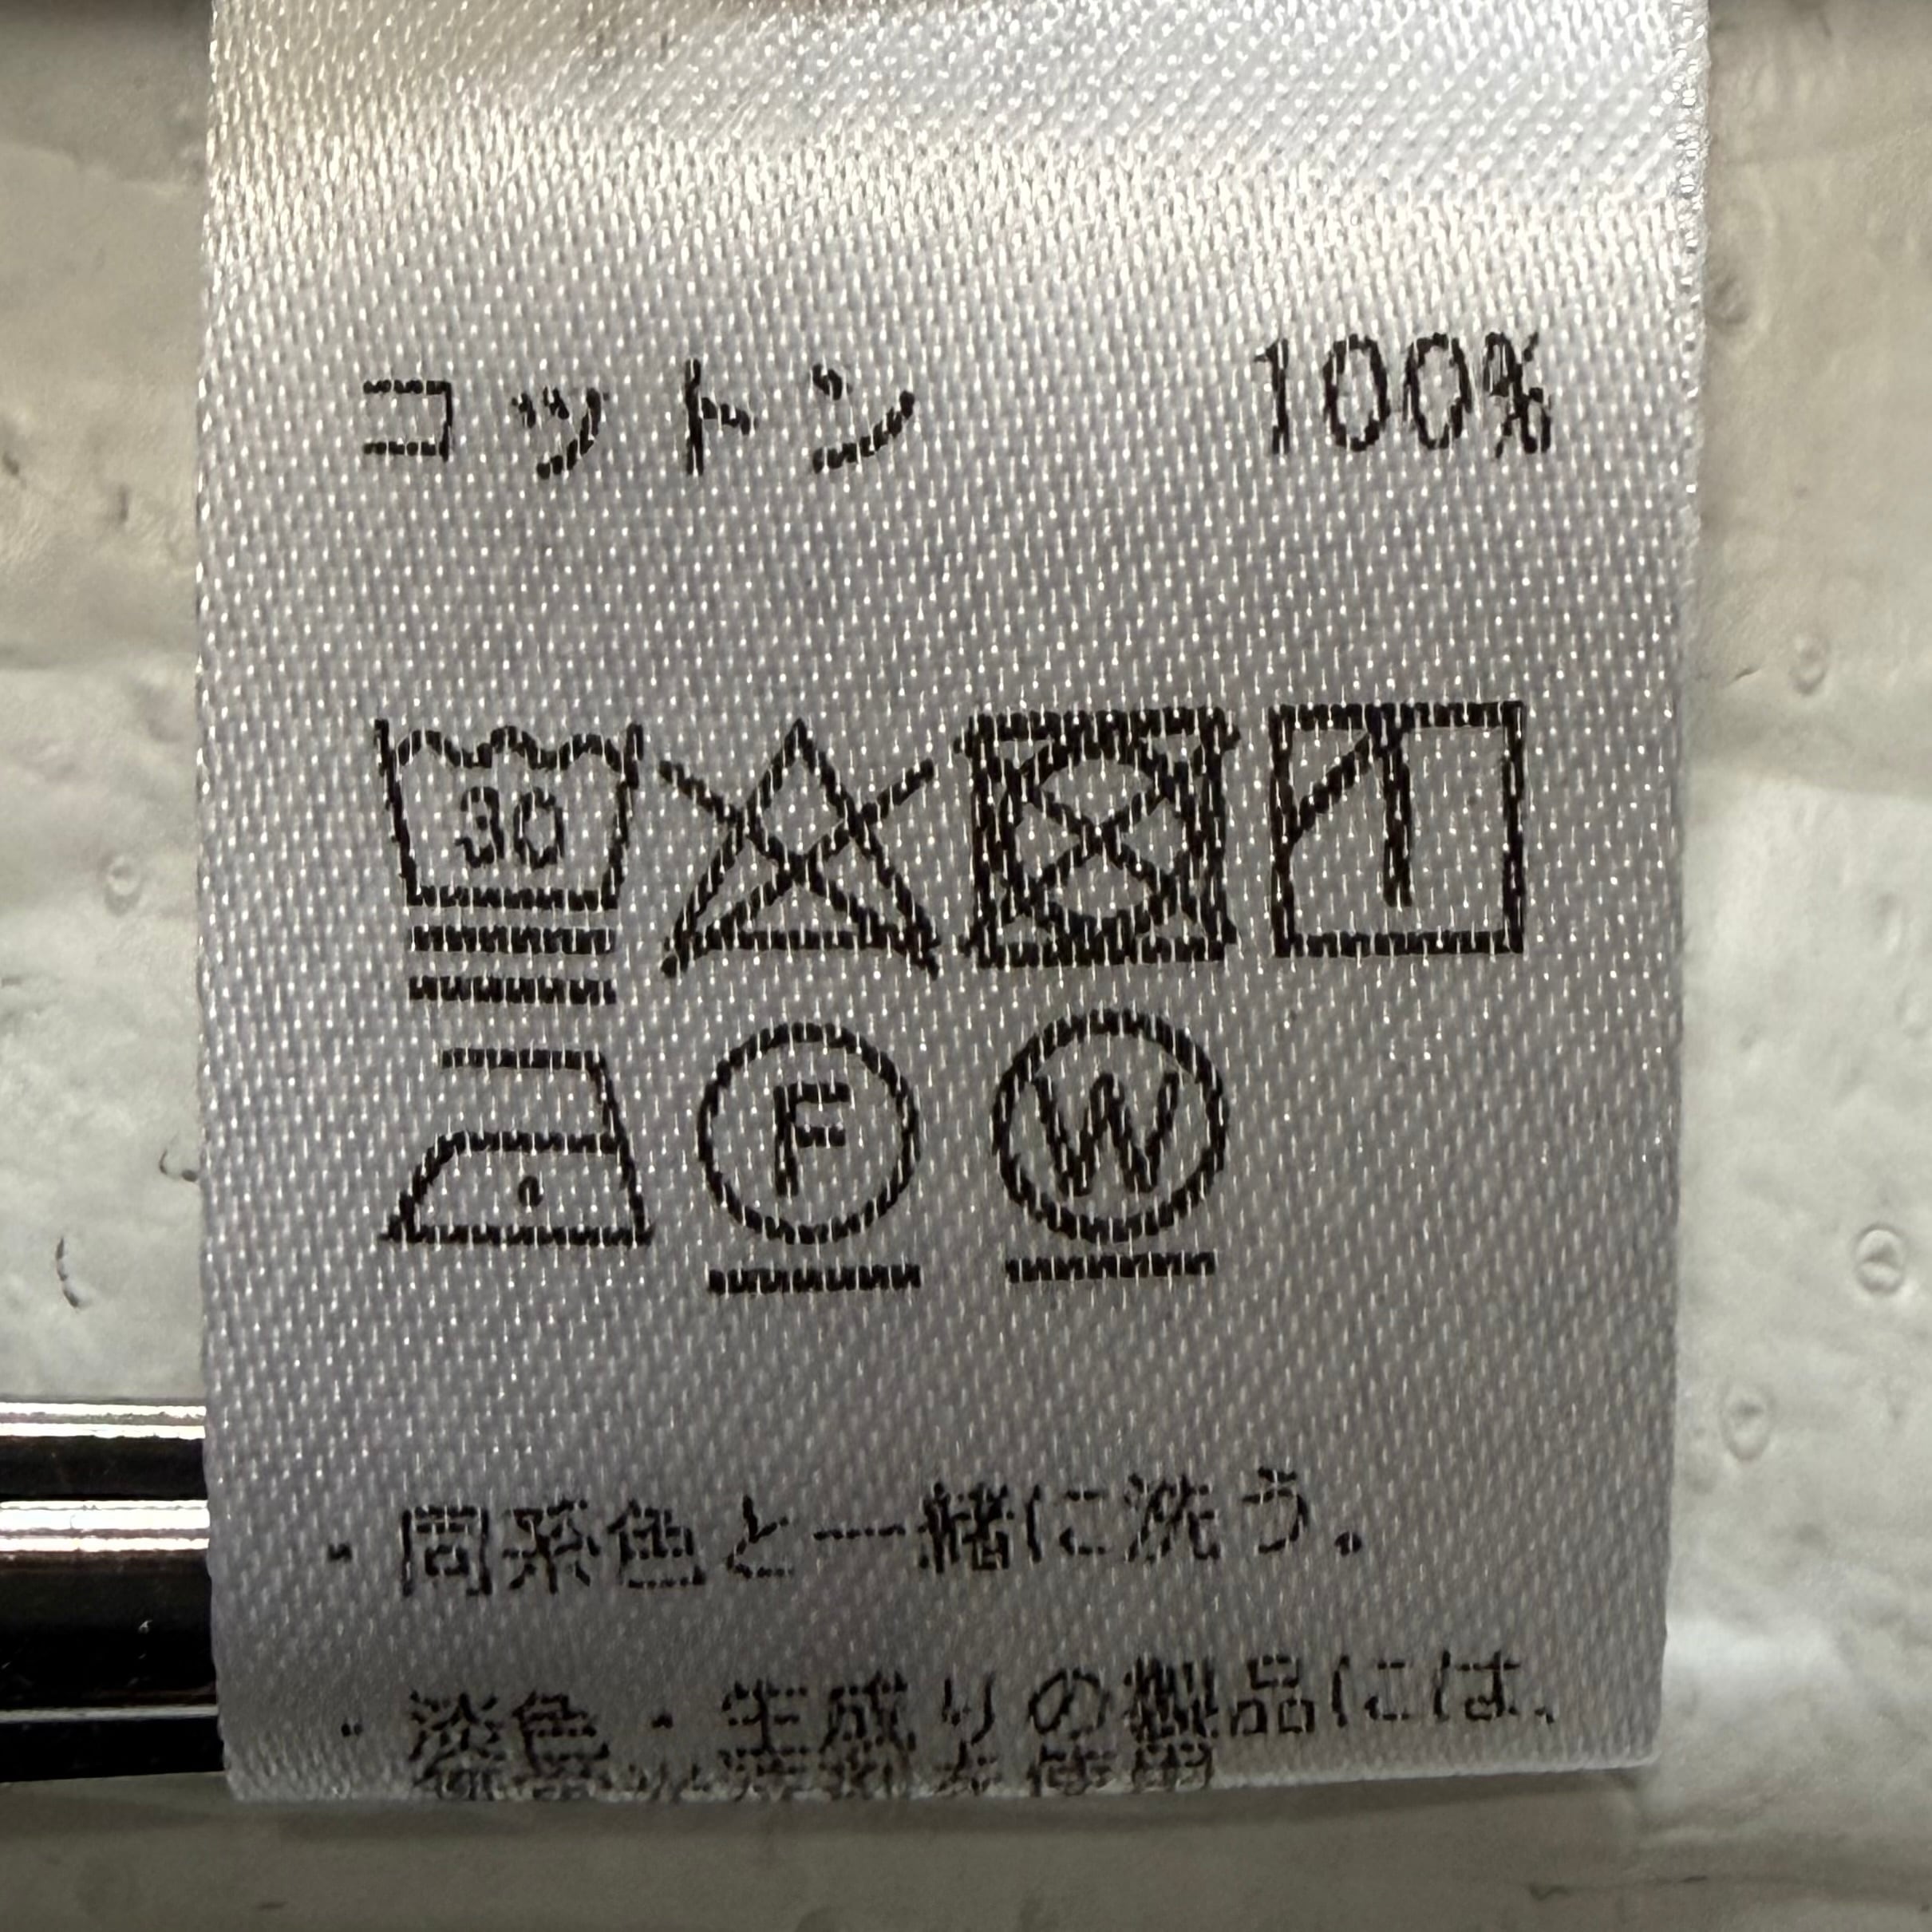 コットン 100%
30
F W
・同系色と一緒に洗う。
・淡色・生成りの製品には、